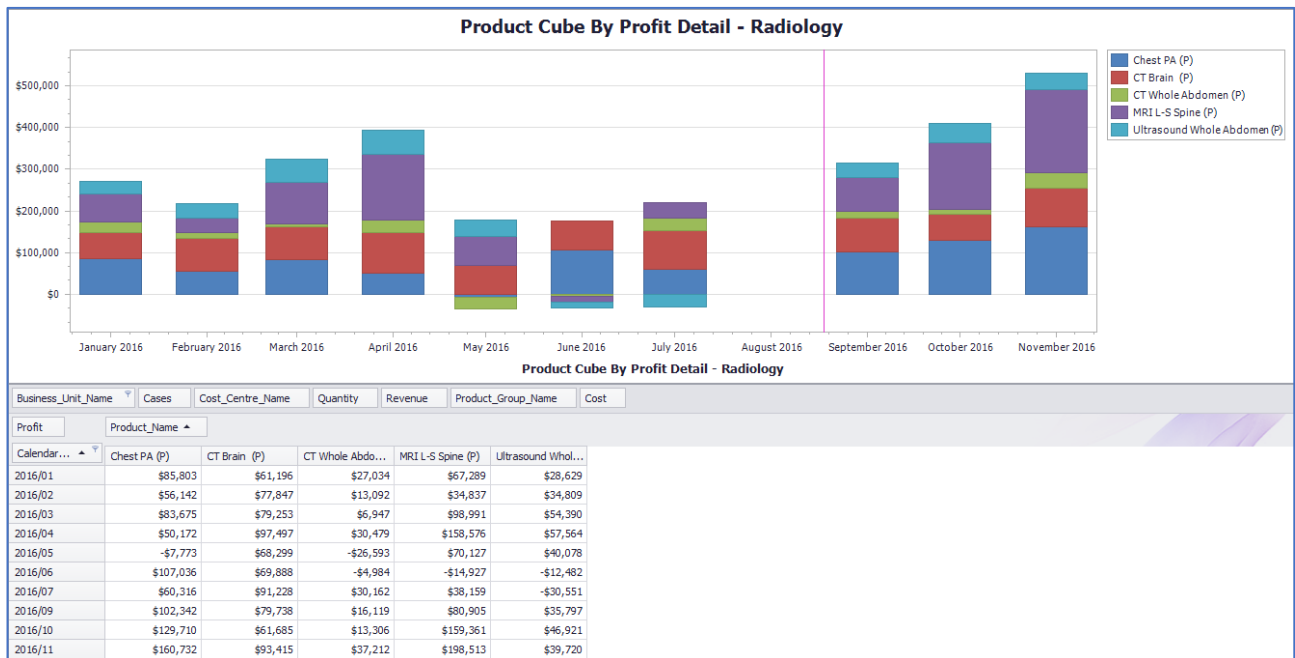 Product Cube By Profit Detail - Radiology
Chest PA (P)
CT Brain (P)
CT Whole Abdomen (P)
MRI L-S Spine (P)
Ultrasound Whole Abdomen (P)
$500,000
$400,000
$300,000
$200,000
$100,000
$0
January 2016 February 2016 March 2016 April 2016 May 2016 June 2016 July 2016 August 2016 September 2016 October 2016 November 2016
Product Cube By Profit Detail - Radiology
Business_Unit_Name Cases Cost_Centre_Name Quantity Revenue Product_Group_Name Cost
Profit Product_Name
Calendar... Chest PA (P) CT Brain (P) CT Whole Abdo... MRI L-S Spine (P) Ultrasound Whol...
2016/01 $85,803 $61,196 $27,034 $67,289 $28,629
2016/02 $56,142 $77,847 $13,092 $34,837 $34,809
2016/03 $83,675 $79,253 $6,947 $98,991 $54,390
2016/04 $50,172 $97,497 $30,479 $158,576 $57,564
2016/05 -$7,773 $68,299 -$26,593 $70,127 $40,078
2016/06 $107,036 $69,888 -$4,984 -$14,927 -$12,482
2016/07 $60,316 $91,228 $30,162 $38,159 -$30,551
2016/09 $102,342 $79,738 $16,119 $80,905 $35,797
2016/10 $129,710 $61,685 $13,306 $159,361 $46,921
2016/11 $160,732 $93,415 $37,212 $198,513 $39,720